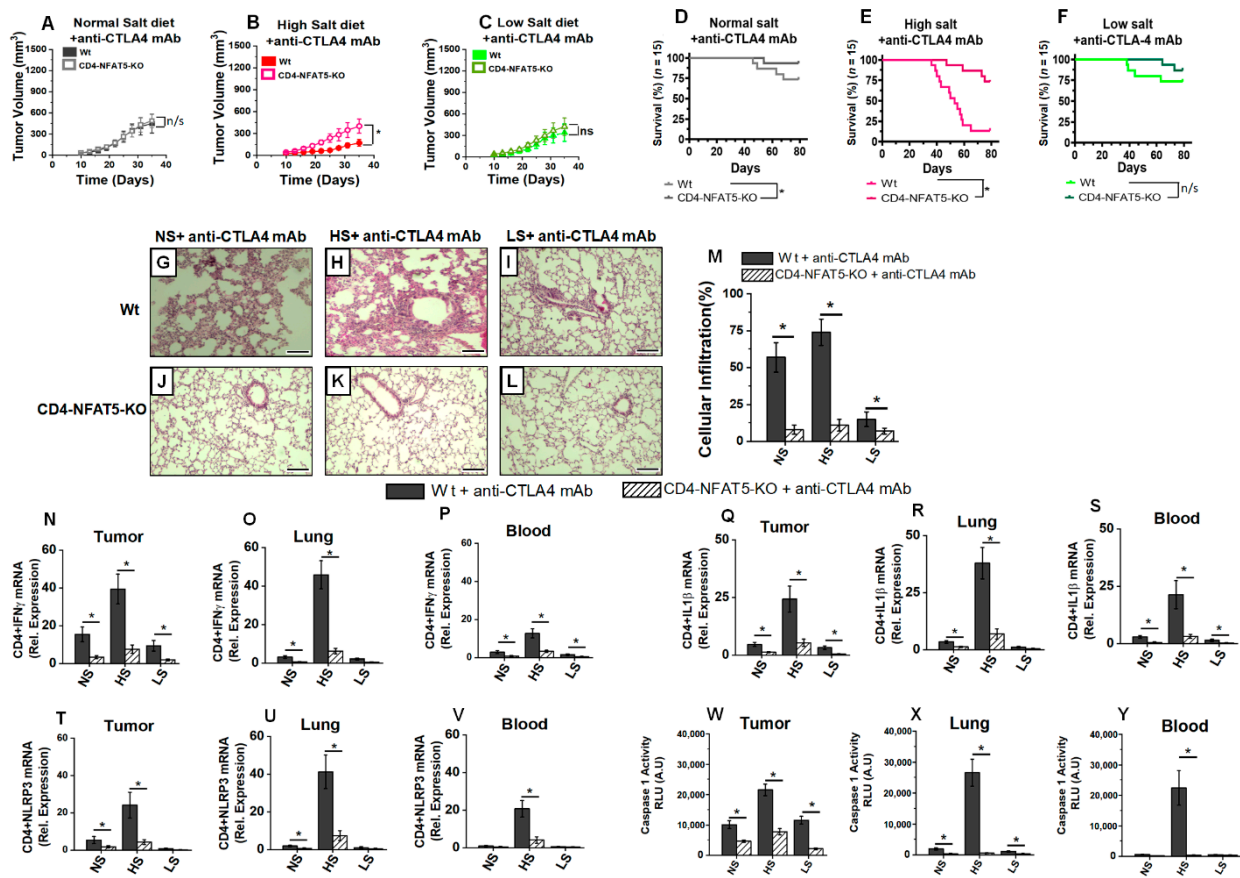 A
Normal Salt diet
+anti-CTLA4 mAb
Tumor Volume (mm3)
1500
1200
900
600
300
0
Wt
CD4-NFAT5-KO
n/s
0 10 20 30 40
Time (Days)
B
High Salt diet
+anti-CTLA4 mAb
Tumor Volume (mm3)
1500
1200
900
600
300
0
Wt
CD4-NFAT5-KO
*
0 10 20 30 40
Time (Days)
C
Low Salt diet
+anti-CTLA4 mAb
Tumor Volume (mm3)
1500
1200
900
600
300
0
Wt
CD4-NFAT5-KO
ns
0 10 20 30 40
Time (Days)
D
Normal salt
+anti-CTLA4 mAb
Survival (%) (n = 15)
100
75
50
25
0
0 20 40 60 80
Days
Wt
CD4-NFAT5-KO
*
E
High salt
+anti-CTLA4 mAb
Survival (%) (n = 15)
100
75
50
25
0
0 20 40 60 80
Days
Wt
CD4-NFAT5-KO
*
F
Low salt
+anti-CTLA-4 mAb
Survival (%) (n = 15)
100
75
50
25
0
0 20 40 60 80
Days
Wt
CD4-NFAT5-KO
n/s
NS+ anti-CTLA4 mAb
HS+ anti-CTLA4 mAb
LS+ anti-CTLA4 mAb
Wt
G
H
I
CD4-NFAT5-KO
J
K
L
M
Wt + anti-CTLA4 mAb
CD4-NFAT5-KO + anti-CTLA4 mAb
Cellular Infiltration(%)
100
75
50
25
0
* * *
NS HS LS
Wt + anti-CTLA4 mAb
CD4-NFAT5-KO + anti-CTLA4 mAb
N
Tumor
CD4+IFNγ mRNA
(Rel. Expression)
60
40
20
0
* * *
NS HS LS
O
Lung
CD4+IFNγ mRNA
(Rel. Expression)
60
40
20
0
* *
NS HS LS
P
Blood
CD4+IFNγ mRNA
(Rel. Expression)
50
25
0
* * *
NS HS LS
Q
Tumor
CD4+IL1β mRNA
(Rel. Expression)
50
25
0
* * *
NS HS LS
R
Lung
CD4+IL1β mRNA
(Rel. Expression)
50
25
0
* *
NS HS LS
S
Blood
CD4+IL1β mRNA
(Rel. Expression)
50
25
0
* * *
NS HS LS
T
Tumor
CD4+NLRP3 mRNA
(Rel. Expression)
60
40
20
0
* *
NS HS LS
U
Lung
CD4+NLRP3 mRNA
(Rel. Expression)
60
40
20
0
* *
NS HS LS
V
Blood
CD4+NLRP3 mRNA
(Rel. Expression)
60
40
20
0
*
NS HS LS
W
Tumor
Caspase 1 Activity
RLU (A.U)
40,000
30,000
20,000
10,000
0
* * *
NS HS LS
X
Lung
Caspase 1 Activity
RLU (A.U)
40,000
30,000
20,000
10,000
0
* * *
NS HS LS
Y
Blood
Caspase 1 Activity
RLU (A.U)
40,000
30,000
20,000
10,000
0
*
NS HS LS